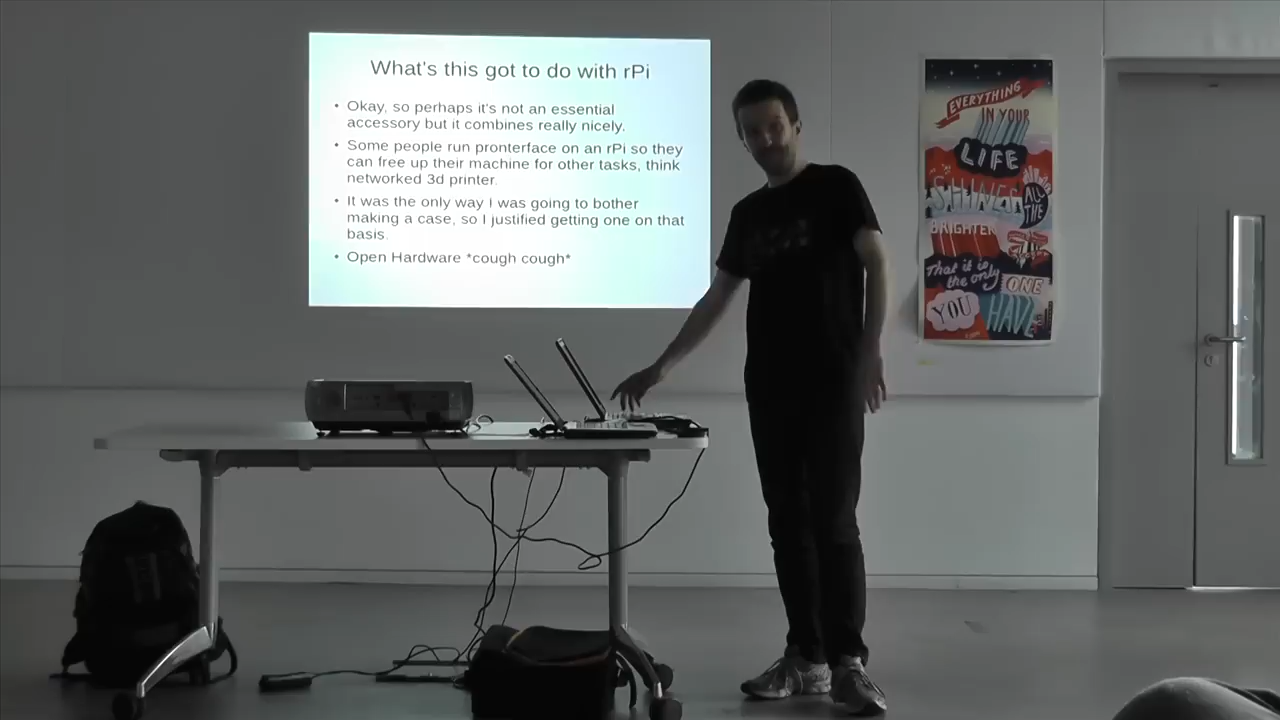 What's this got to do with rPi
• Okay, so perhaps it's not an essential
accessory but it combines really nicely.
• Some people run pronterface on an rPi so they
can free up their machine for other tasks, think
networked 3d printer.
• It was the only way I was going to bother
making a case, so I justified getting one on that
basis.
• Open Hardware *cough cough*
EVERYTHING
IN YOUR
LIFE
SHINES
ALL
THE
BRIGHTER
That it is
the only
ONE
YOU
HAVE